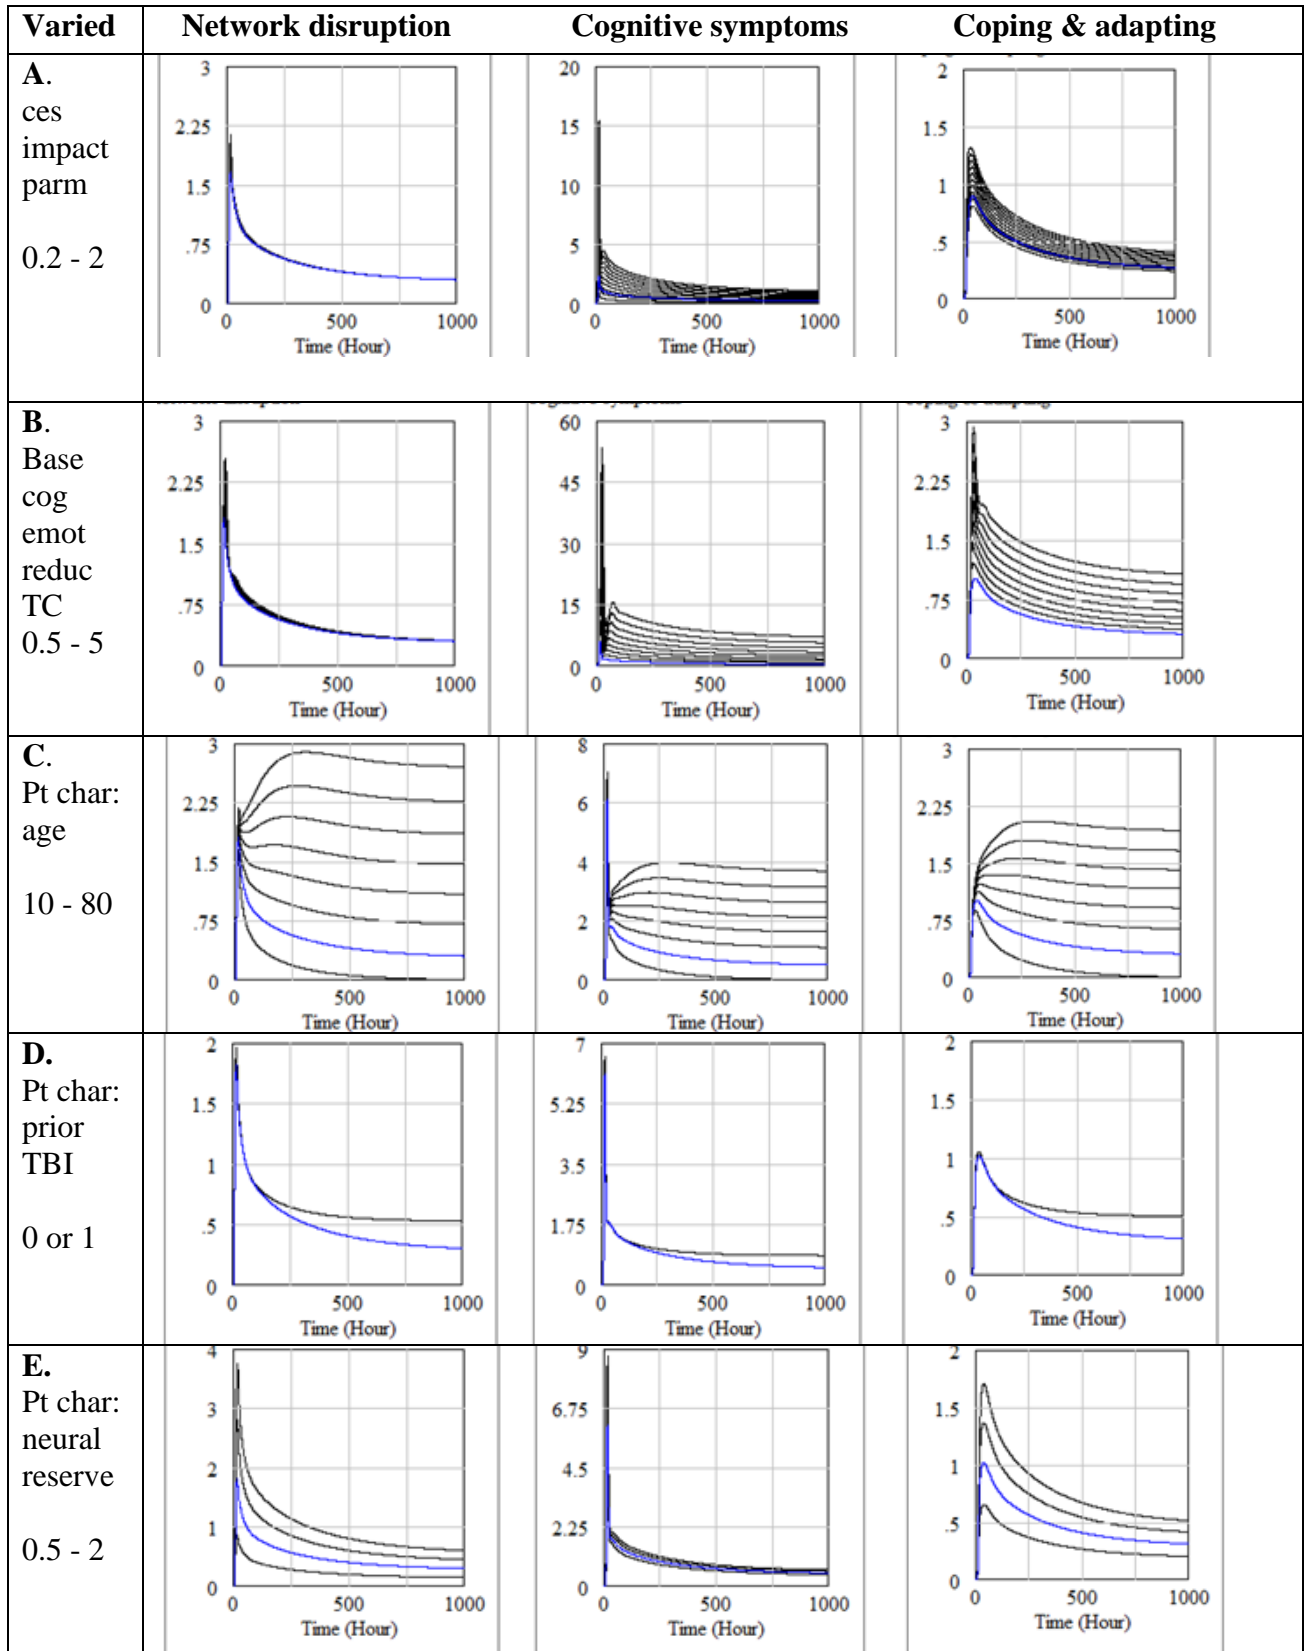 Varied Network disruption Cognitive symptoms Coping & adapting
A.
ces
impact
parm
0.2 - 2
3
2.25
1.5
.75
0
0 500 1000
Time (Hour)
20
15
10
5
0
0 500 1000
Time (Hour)
2
1.5
1
.5
0
0 500 1000
Time (Hour)
B.
Base
cog
emot
reduc
TC
0.5 - 5
3
2.25
1.5
.75
0
0 500 1000
Time (Hour)
60
45
30
15
0
0 500 1000
Time (Hour)
3
2.25
1.5
.75
0
0 500 1000
Time (Hour)
C.
Pt char:
age
10 - 80
3
2.25
1.5
.75
0
0 500 1000
Time (Hour)
8
6
4
2
0
0 500 1000
Time (Hour)
3
2.25
1.5
.75
0
0 500 1000
Time (Hour)
D.
Pt char:
prior
TBI
0 or 1
2
1.5
1
.5
0
0 500 1000
Time (Hour)
7
5.25
3.5
1.75
0
0 500 1000
Time (Hour)
2
1.5
1
.5
0
0 500 1000
Time (Hour)
E.
Pt char:
neural
reserve
0.5 - 2
4
3
2
1
0
0 500 1000
Time (Hour)
9
6.75
4.5
2.25
0
0 500 1000
Time (Hour)
2
1.5
1
.5
0
0 500 1000
Time (Hour)